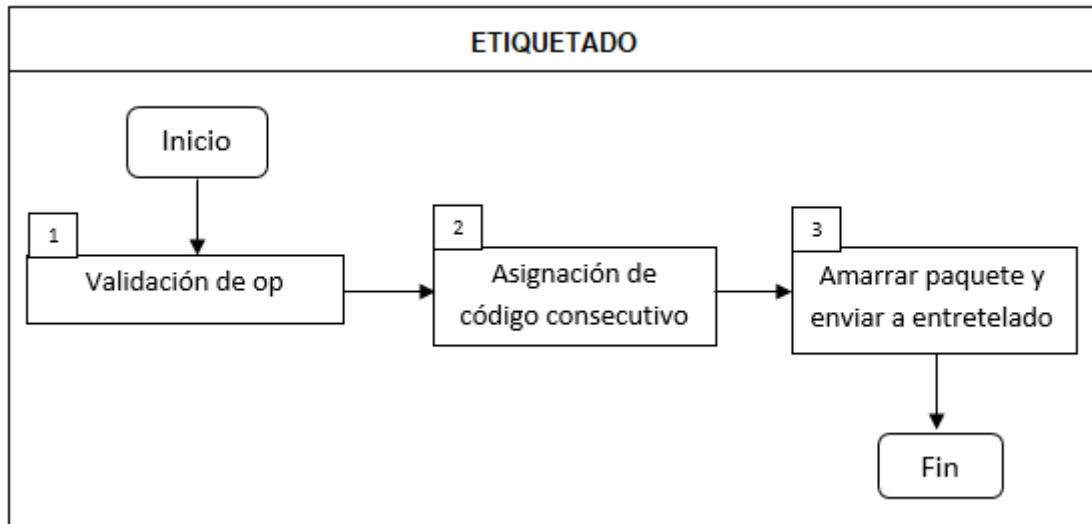 ETIQUETADO
Inicio
1
Validación de op
2
Asignación de
código consecutivo
3
Amarrar paquete y
enviar a entretelado
Fin